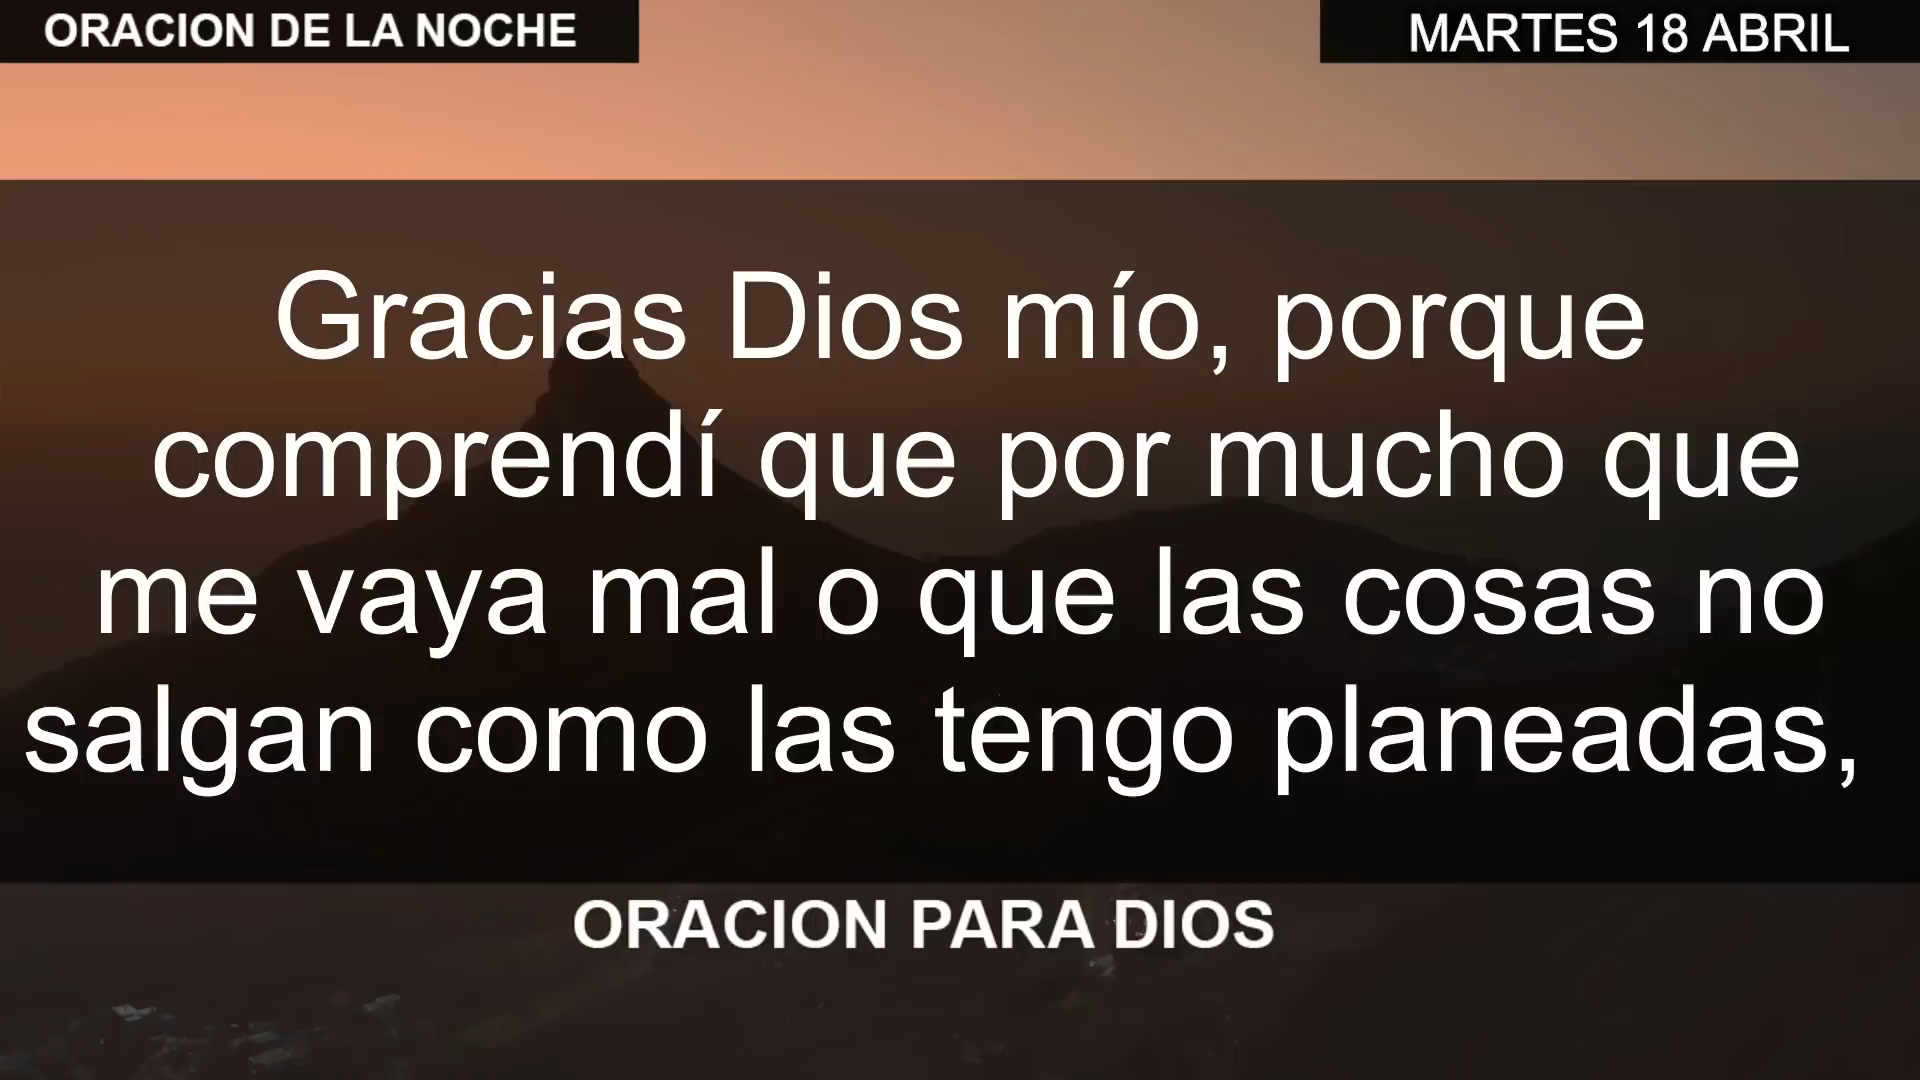 ORACION DE LA NOCHE
MARTES 18 ABRIL
Gracias Dios mío, porque
comprendí que por mucho que
me vaya mal o que las cosas no
salgan como las tengo planeadas,
ORACION PARA DIOS